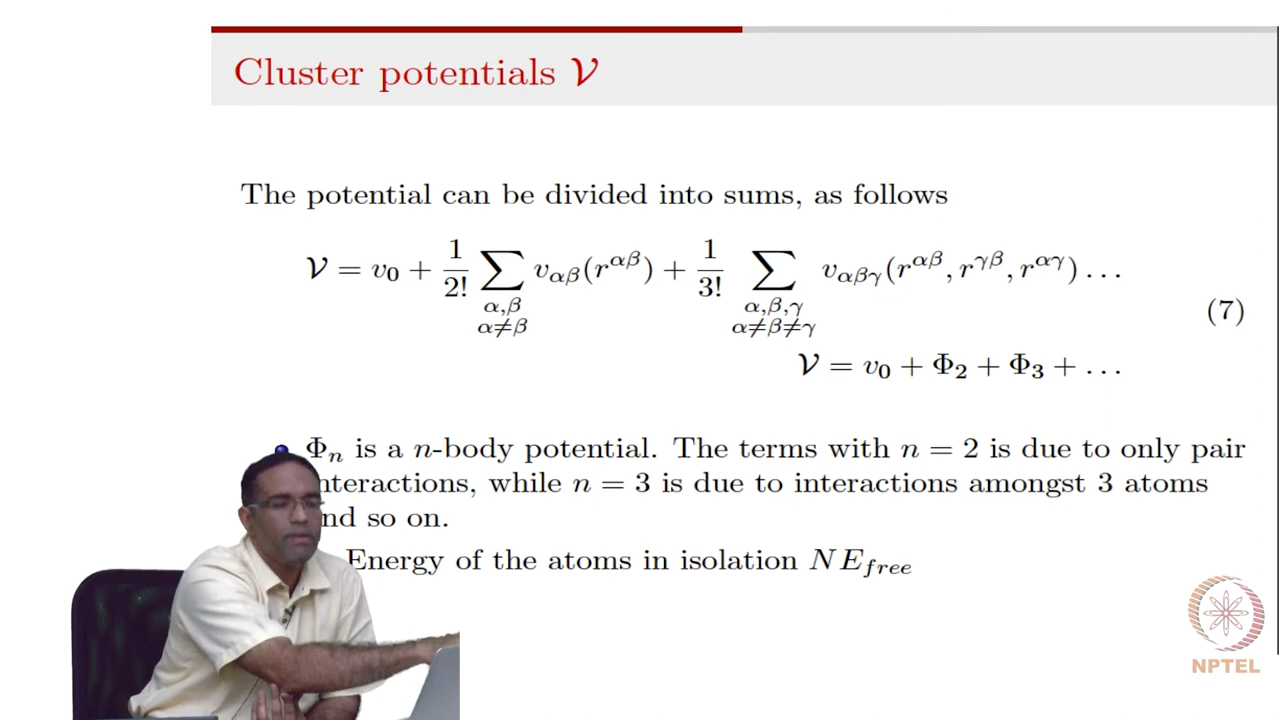 Cluster potentials 𝒱
The potential can be divided into sums, as follows
𝒱 = v₀ + 1/2! ∑_{α,β α≠β} v_{αβ}(r^{αβ}) + 1/3! ∑_{α,β,γ α≠β≠γ} v_{αβγ}(r^{αβ}, r^{γβ}, r^{αγ}) . . .
(7)
𝒱 = v₀ + Φ₂ + Φ₃ + . . .
Φₙ is a n-body potential. The terms with n = 2 is due to only pair
nteractions, while n = 3 is due to interactions amongst 3 atoms
nd so on.
Energy of the atoms in isolation NE_{free}
NPTEL